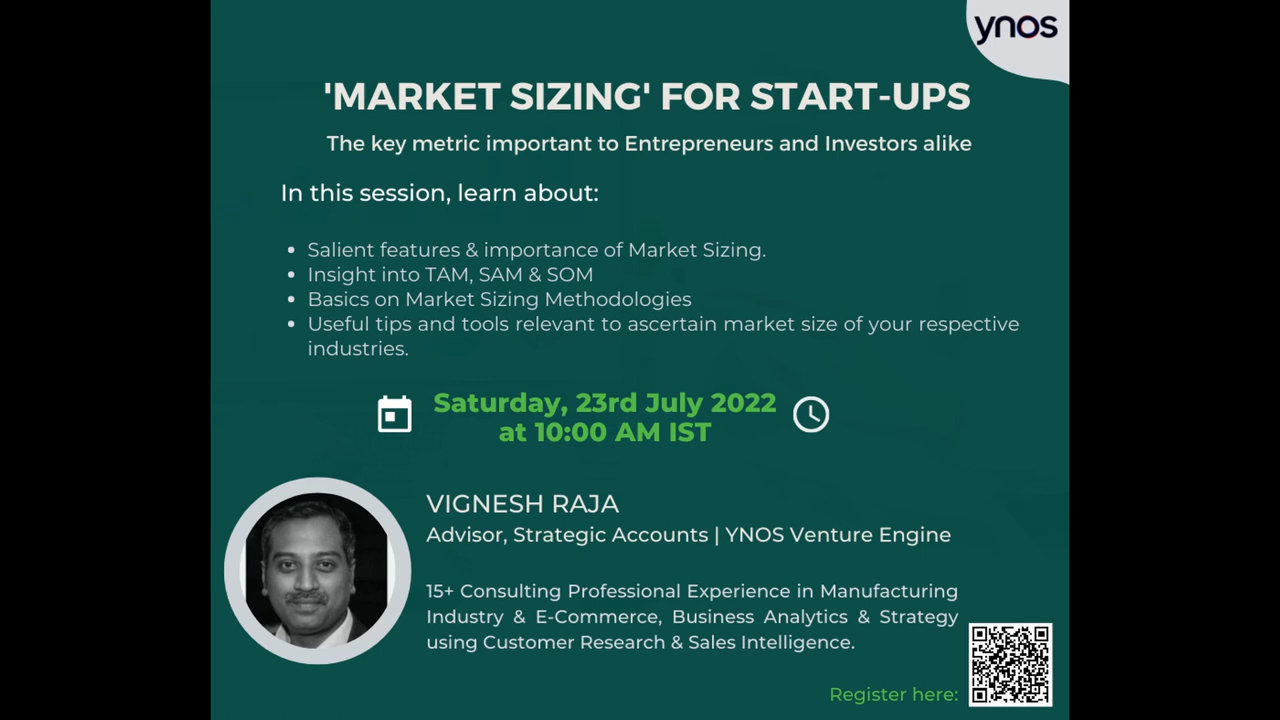 ynos
'MARKET SIZING' FOR START-UPS
The key metric important to Entrepreneurs and Investors alike
In this session, learn about:
• Salient features & importance of Market Sizing.
• Insight into TAM, SAM & SOM
• Basics on Market Sizing Methodologies
• Useful tips and tools relevant to ascertain market size of your respective
industries.
Saturday, 23rd July 2022
at 10:00 AM IST
VIGNESH RAJA
Advisor, Strategic Accounts | YNOS Venture Engine
15+ Consulting Professional Experience in Manufacturing
Industry & E-Commerce, Business Analytics & Strategy
using Customer Research & Sales Intelligence.
Register here: